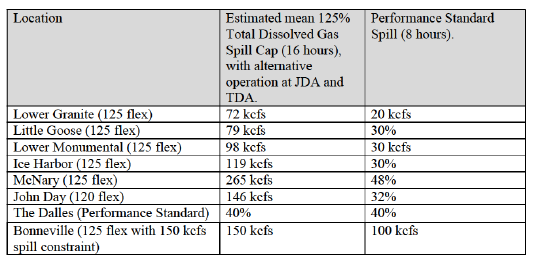 Location
Estimated mean 125%
Total Dissolved Gas
Spill Cap (16 hours),
with alternative
operation at JDA and
TDA.
Performance Standard
Spill (8 hours).
Lower Granite (125 flex) 72 kcfs 20 kcfs
Little Goose (125 flex) 79 kcfs 30%
Lower Monumental (125 flex) 98 kcfs 30 kcfs
Ice Harbor (125 flex) 119 kcfs 30%
McNary (125 flex) 265 kcfs 48%
John Day (120 flex) 146 kcfs 32%
The Dalles (Performance Standard) 40% 40%
Bonneville (125 flex with 150 kcfs 150 kcfs 100 kcfs
spill constraint)